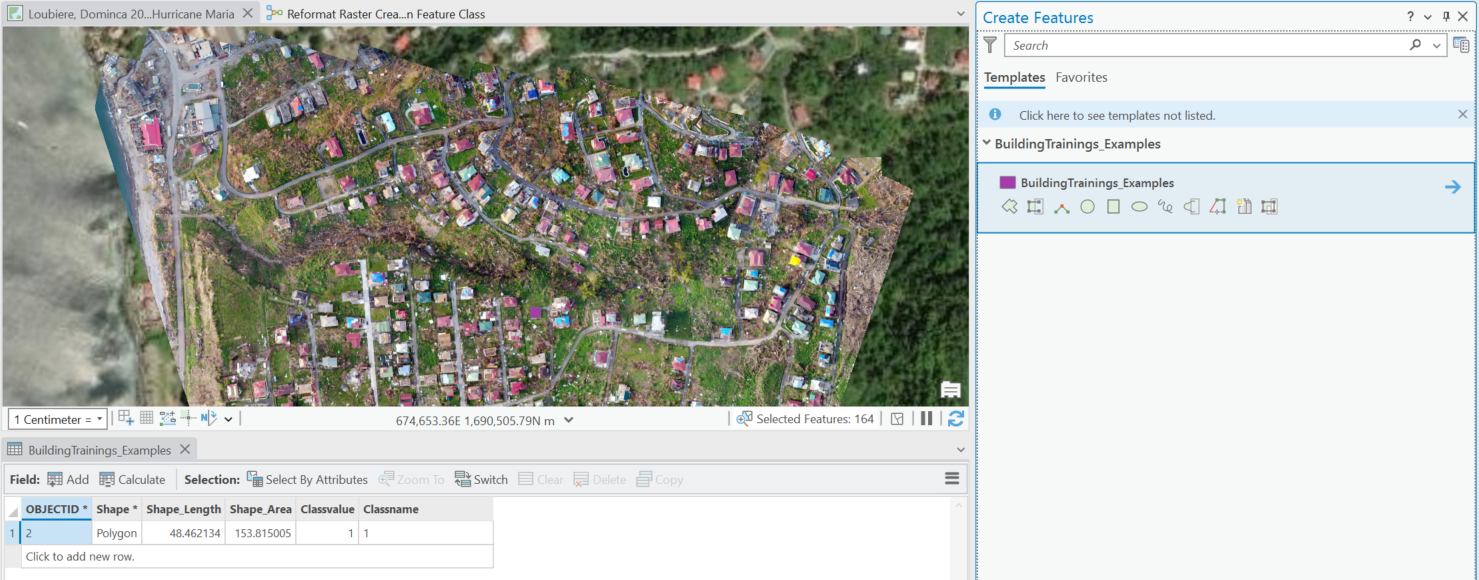 Loubiere, Dominca 20...Hurricane Maria
Reformat Raster Crea...n Feature Class
Create Features
?
Search
Templates Favorites
Click here to see templates not listed.
BuildingTrainings_Examples
BuildingTrainings_Examples
1 Centimeter =
N
674,653.36E 1,690,505.79N m
Selected Features: 164
BuildingTrainings_Examples
Field: Add Calculate Selection: Select By Attributes Zoom To Switch Clear Delete Copy
OBJECTID * Shape * Shape_Length Shape_Area Classvalue Classname
1 2 Polygon 48.462134 153.815005 1 1
Click to add new row.